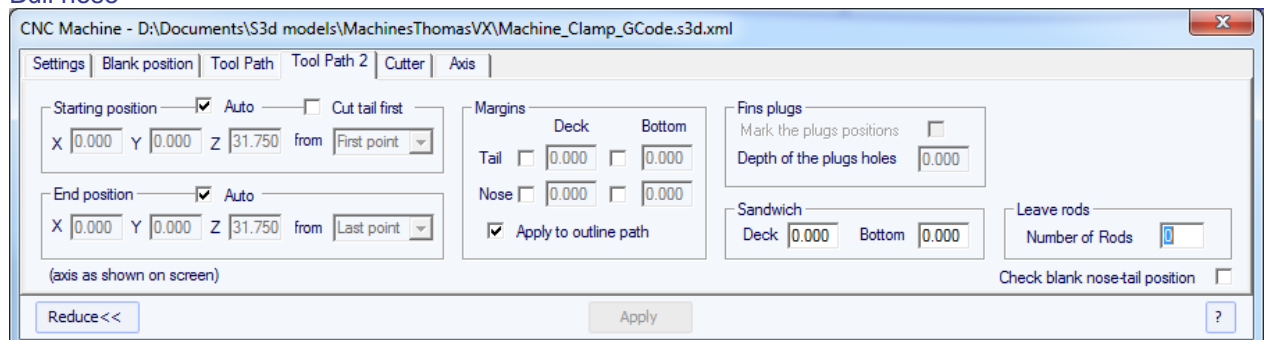 Bull nose
CNC Machine - D:\Documents\S3d models\MachinesThomasVX\Machine_Clamp_GCode.s3d.xml
X
Settings Blank position Tool Path Tool Path 2 Cutter Axis
Starting position Auto Cut tail first
X 0.000 Y 0.000 Z 31.750 from First point
End position Auto
X 0.000 Y 0.000 Z 31.750 from Last point
(axis as shown on screen)
Margins
Deck Bottom
Tail 0.000 0.000
Nose 0.000 0.000
Apply to outline path
Fins plugs
Mark the plugs positions
Depth of the plugs holes 0.000
Sandwich
Deck 0.000 Bottom 0.000
Leave rods
Number of Rods 0
Check blank nose-tail position
Reduce<< Apply ?